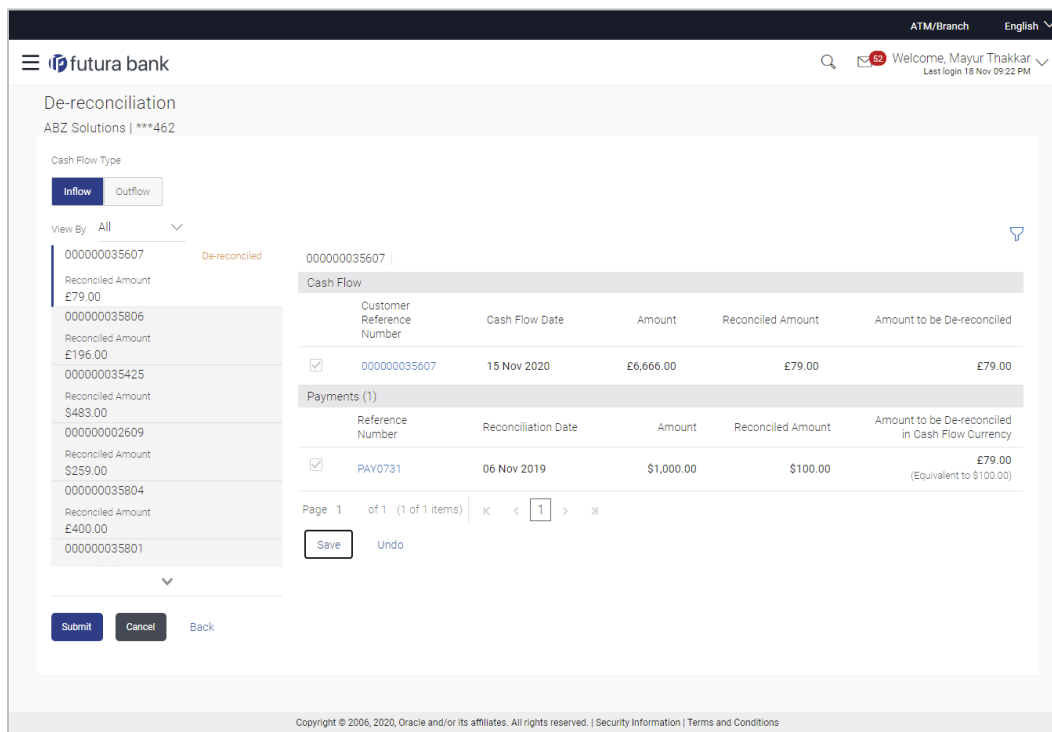 ATM/Branch English
futura bank
52 Welcome, Mayur Thakkar
Last login 18 Nov 09:22 PM
De-reconciliation
ABZ Solutions | ***462
Cash Flow Type
Inflow Outflow
View By All
000000035607 De-reconciled
Reconciled Amount
£79.00
000000035806
Reconciled Amount
£196.00
000000035425
Reconciled Amount
$483.00
000000002609
Reconciled Amount
$259.00
000000035804
Reconciled Amount
£400.00
000000035801
000000035607
Cash Flow
Customer
Reference
Number
Cash Flow Date Amount Reconciled Amount Amount to be De-reconciled
000000035607 15 Nov 2020 £6,666.00 £79.00 £79.00
Payments (1)
Reference
Number
Reconciliation Date Amount Reconciled Amount
Amount to be De-reconciled
in Cash Flow Currency
PAY0731 06 Nov 2019 $1,000.00 $100.00 £79.00
(Equivalent to $100.00)
Page 1 of 1 (1 of 1 items) K < 1 > X
Save Undo
Submit Cancel Back
Copyright © 2006, 2020, Oracle and/or its affiliates. All rights reserved. | Security Information | Terms and Conditions